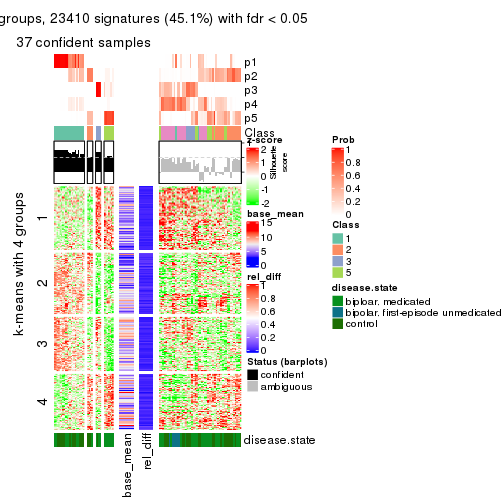 groups, 23410 signatures (45.1%) with fdr < 0.05
37 confident samples
p1
p2
p3
p4
p5
Class
1
Silhouette
score
k-means with 4 groups
1
2
3
4
base_mean
rel_diff
disease.state
z-score
2
1
0
-1
-2
base_mean
15
10
5
0
rel_diff
1
0.8
0.6
0.4
0.2
0
Status (barplots)
confident
ambiguous
Prob
1
0.8
0.6
0.4
0.2
0
Class
1
2
3
5
disease.state
biploar. medicated
bipolar. first-episode unmedicated
control